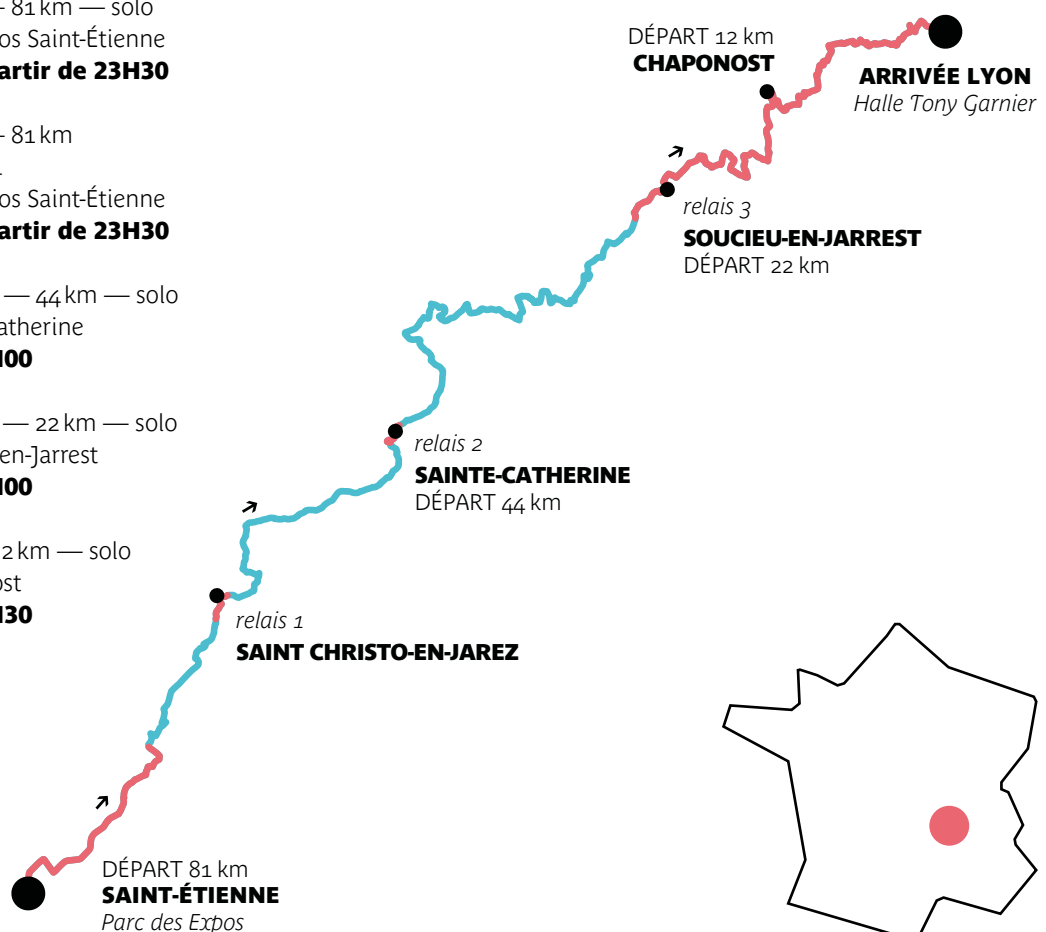 81 km — solo
os Saint-Étienne
artir de 23H30
- 81 km
os Saint-Étienne
artir de 23H30
— 44 km — solo
atherine
H00
— 22 km — solo
en-Jarrest
H00
2 km — solo
ost
H30
DÉPART 12 km
CHAPONOST
ARRIVÉE LYON
Halle Tony Garnier
relais 3
SOUCIEU-EN-JARREST
DÉPART 22 km
relais 2
SAINTE-CATHERINE
DÉPART 44 km
relais 1
SAINT CHRISTO-EN-JAREZ
DÉPART 81 km
SAINT-ÉTIENNE
Parc des Expos